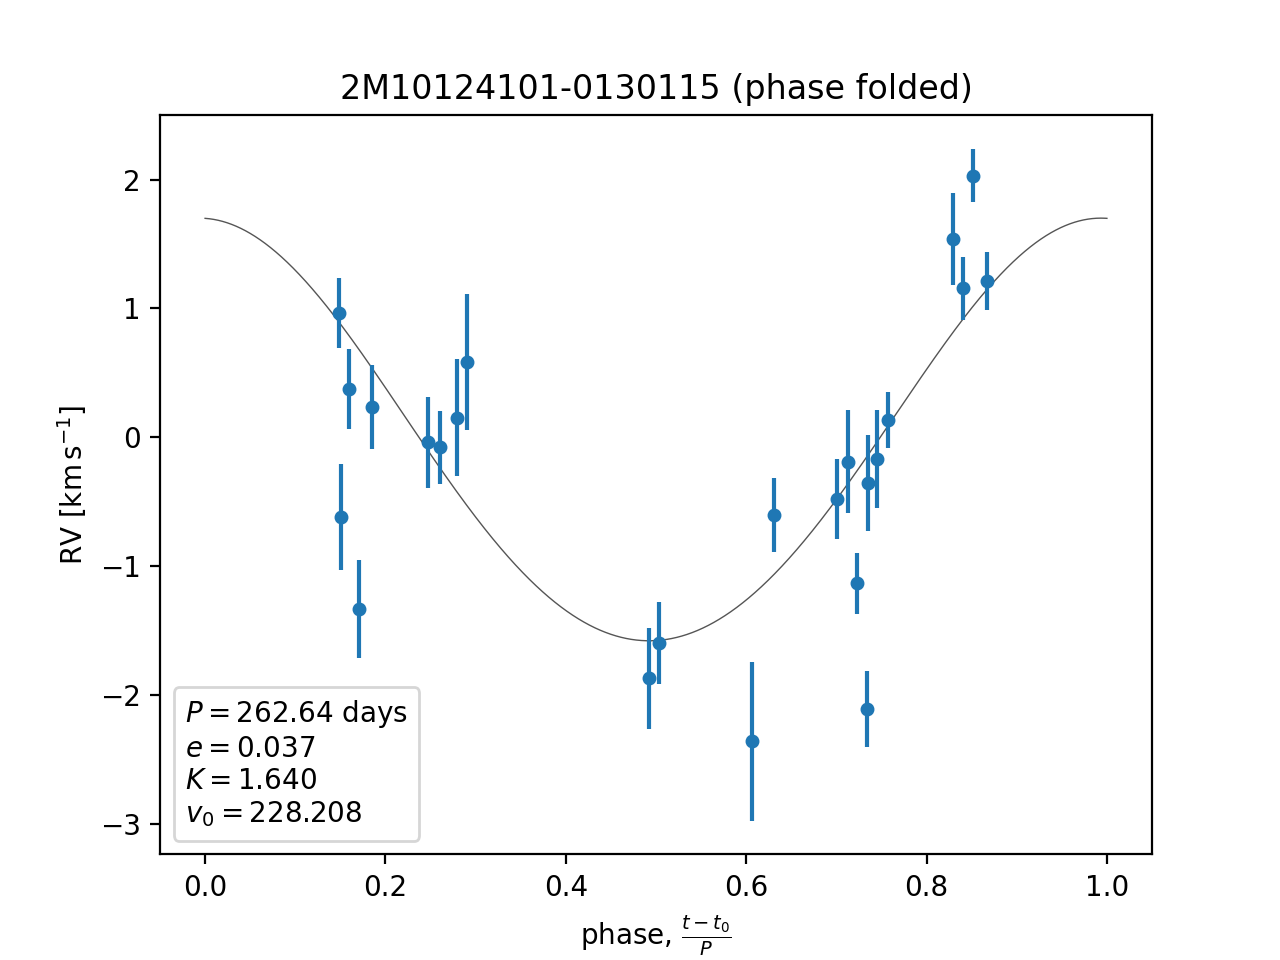 2M10124101-0130115 (phase folded)
2
1
0
−1
−2
−3
RV [km s⁻¹]
P = 262.64 days
e = 0.037
K = 1.640
v₀ = 228.208
0.0 0.2 0.4 0.6 0.8 1.0
phase, (t − t₀)/P